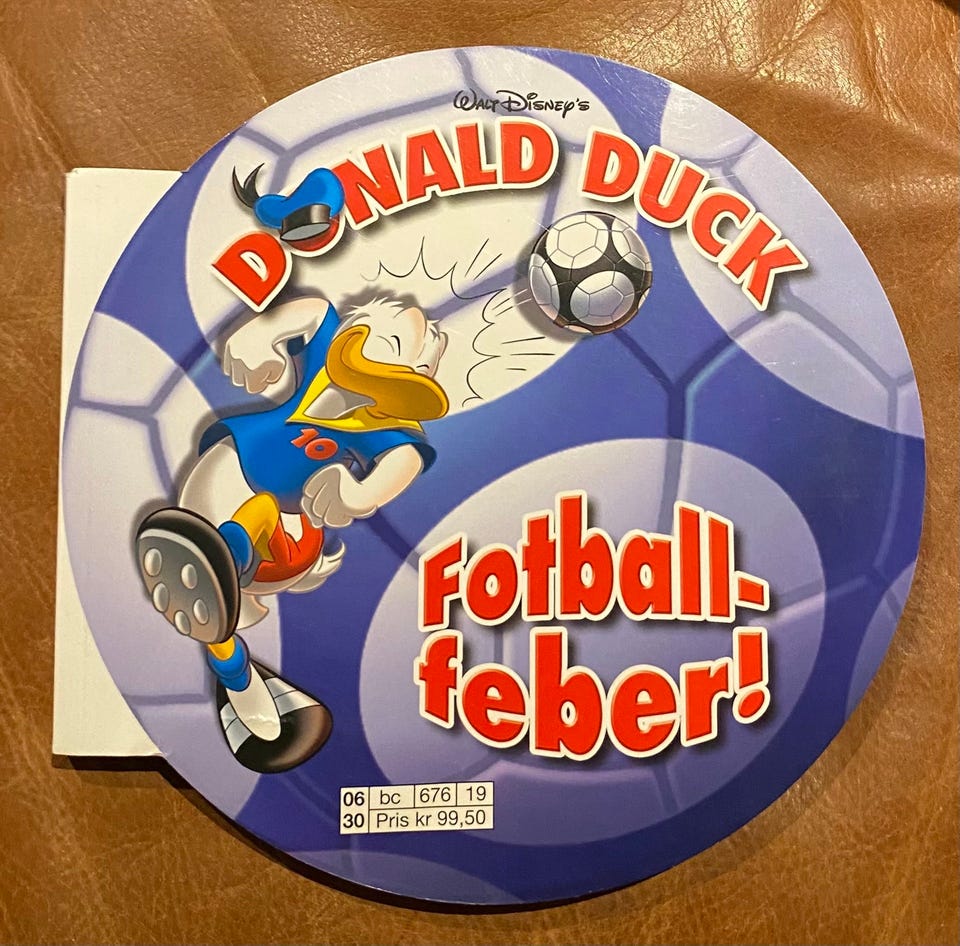 WALT DISNEY'S
DONALD DUCK
10
Fotball-
feber!
06 bc 676 19
30 Pris kr 99,50